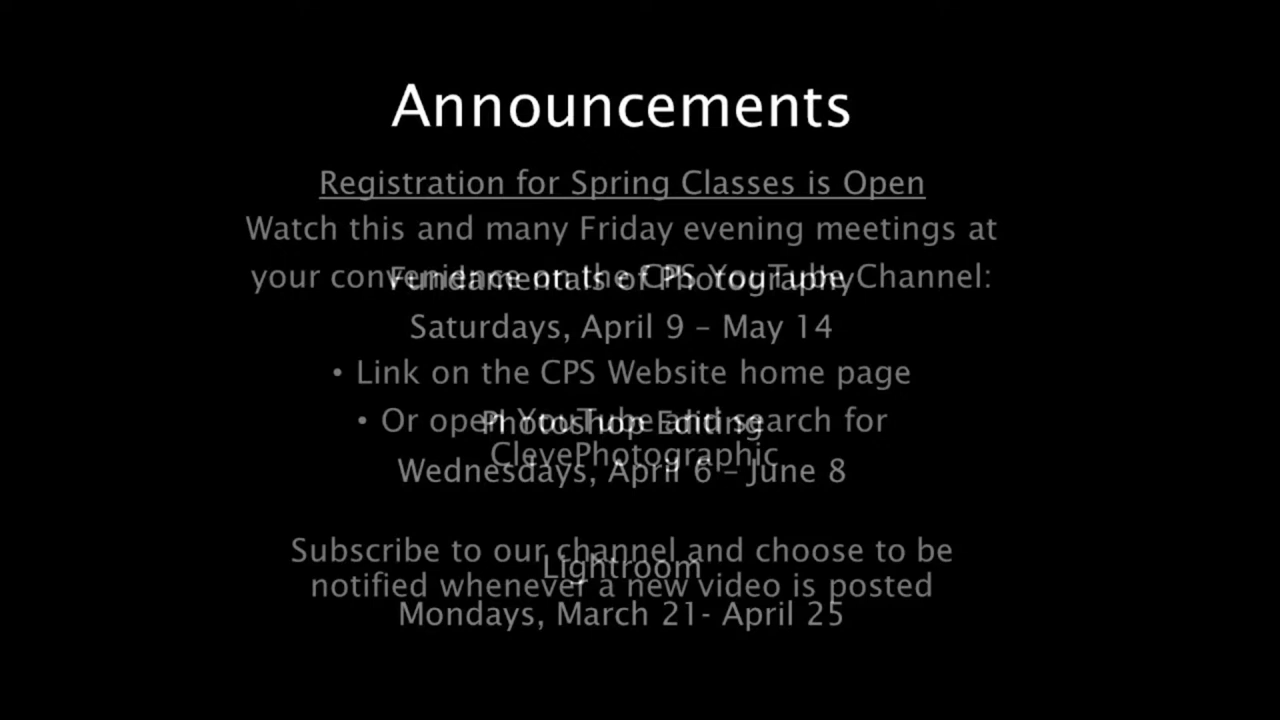 Announcements
Registration for Spring Classes is Open
Watch this and many Friday evening meetings at
your convenience on the CPS YouTube Channel:
Fundamentals of Photography
Saturdays, April 9 – May 14
• Link on the CPS Website home page
• Or open YouTube and search for
Photoshop Editing
ClevePhotographic
Wednesdays, April 6 – June 8
Subscribe to our channel and choose to be
Lightroom
notified whenever a new video is posted
Mondays, March 21- April 25